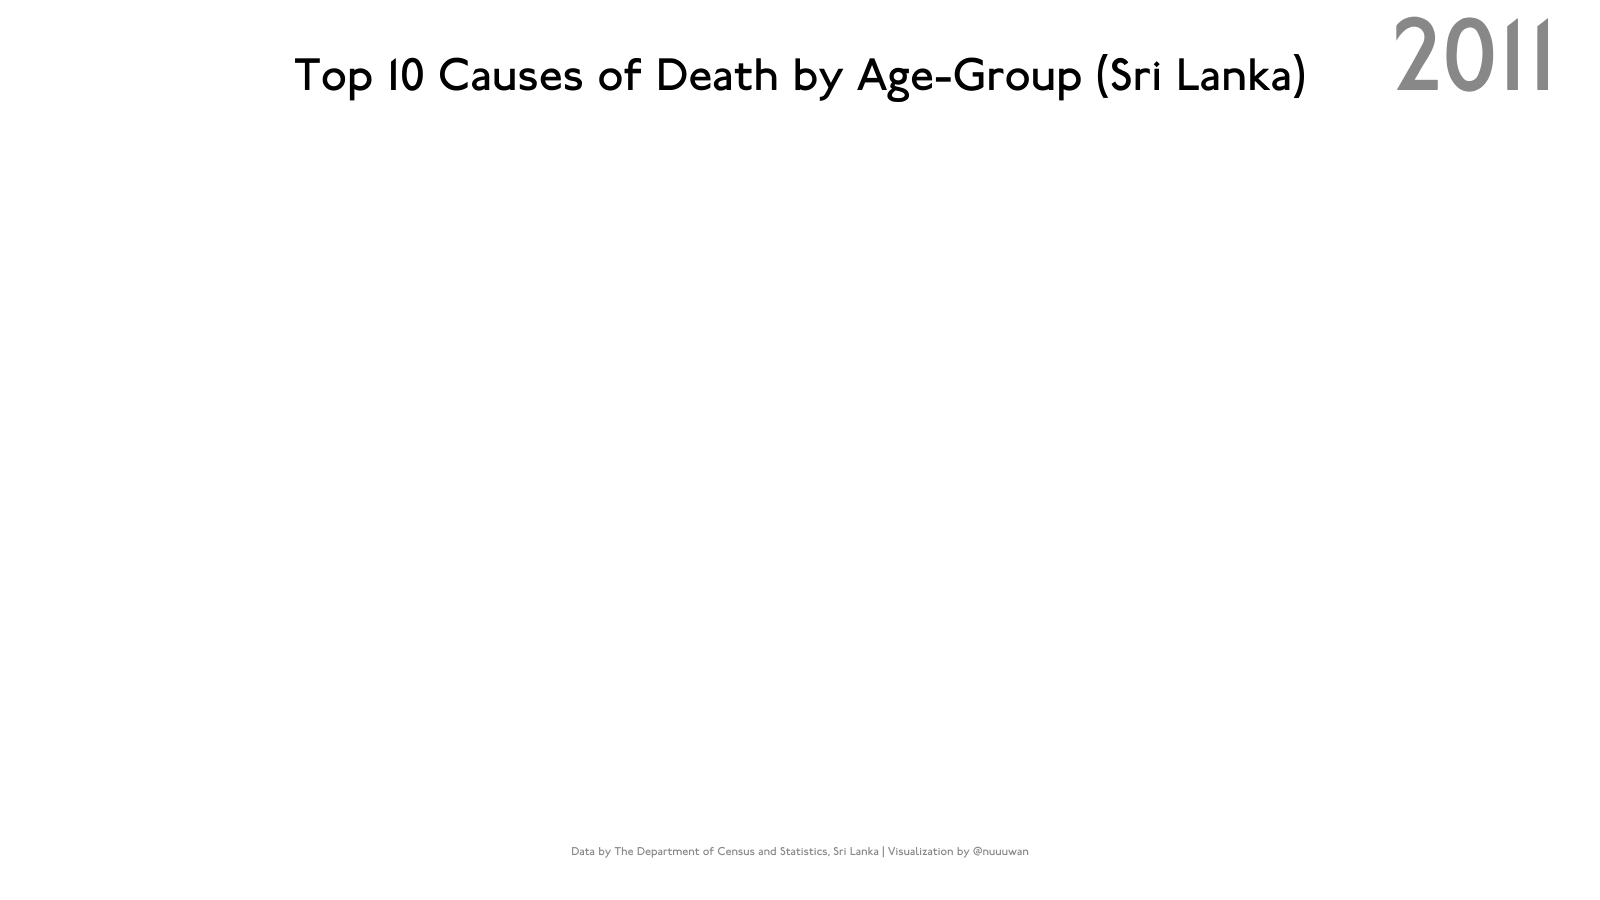 2011
Top 10 Causes of Death by Age-Group (Sri Lanka)
Data by The Department of Census and Statistics, Sri Lanka | Visualization by @nuuuwan